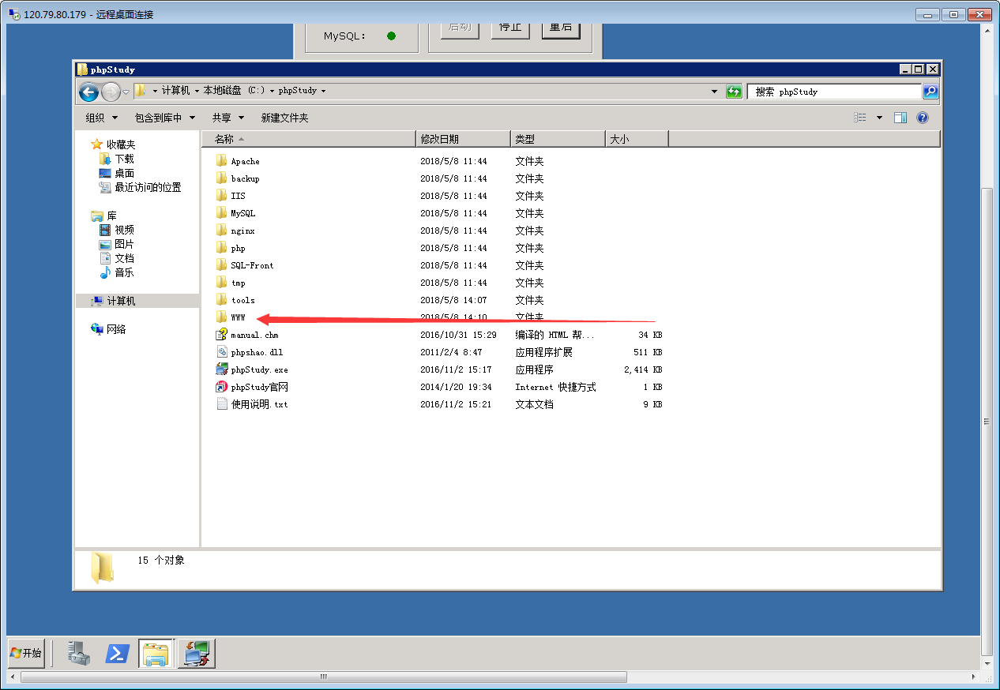 120.79.80.179 - 远程桌面连接
MySQL: 启动 停止 重启
phpStudy
计算机 本地磁盘 (C:) phpStudy 搜索 phpStudy
组织 包含到库中 共享 新建文件夹
名称 修改日期 类型 大小
收藏夹
下载
桌面
最近访问的位置
库
视频
图片
文档
音乐
计算机
网络
Apache 2018/5/8 11:44 文件夹
backup 2018/5/8 11:44 文件夹
IIS 2018/5/8 11:44 文件夹
MySQL 2018/5/8 11:44 文件夹
nginx 2018/5/8 11:44 文件夹
php 2018/5/8 11:44 文件夹
SQL-Front 2018/5/8 11:44 文件夹
tmp 2018/5/8 11:44 文件夹
tools 2018/5/8 14:07 文件夹
WWW 2018/5/8 14:10 文件夹
manual.chm 2016/10/31 15:29 编译的 HTML 帮... 34 KB
phpshao.dll 2011/2/4 8:47 应用程序扩展 511 KB
phpStudy.exe 2016/11/2 15:17 应用程序 2,414 KB
phpStudy官网 2014/1/20 19:34 Internet 快捷方式 1 KB
使用说明.txt 2016/11/2 15:21 文本文档 9 KB
15 个对象
开始